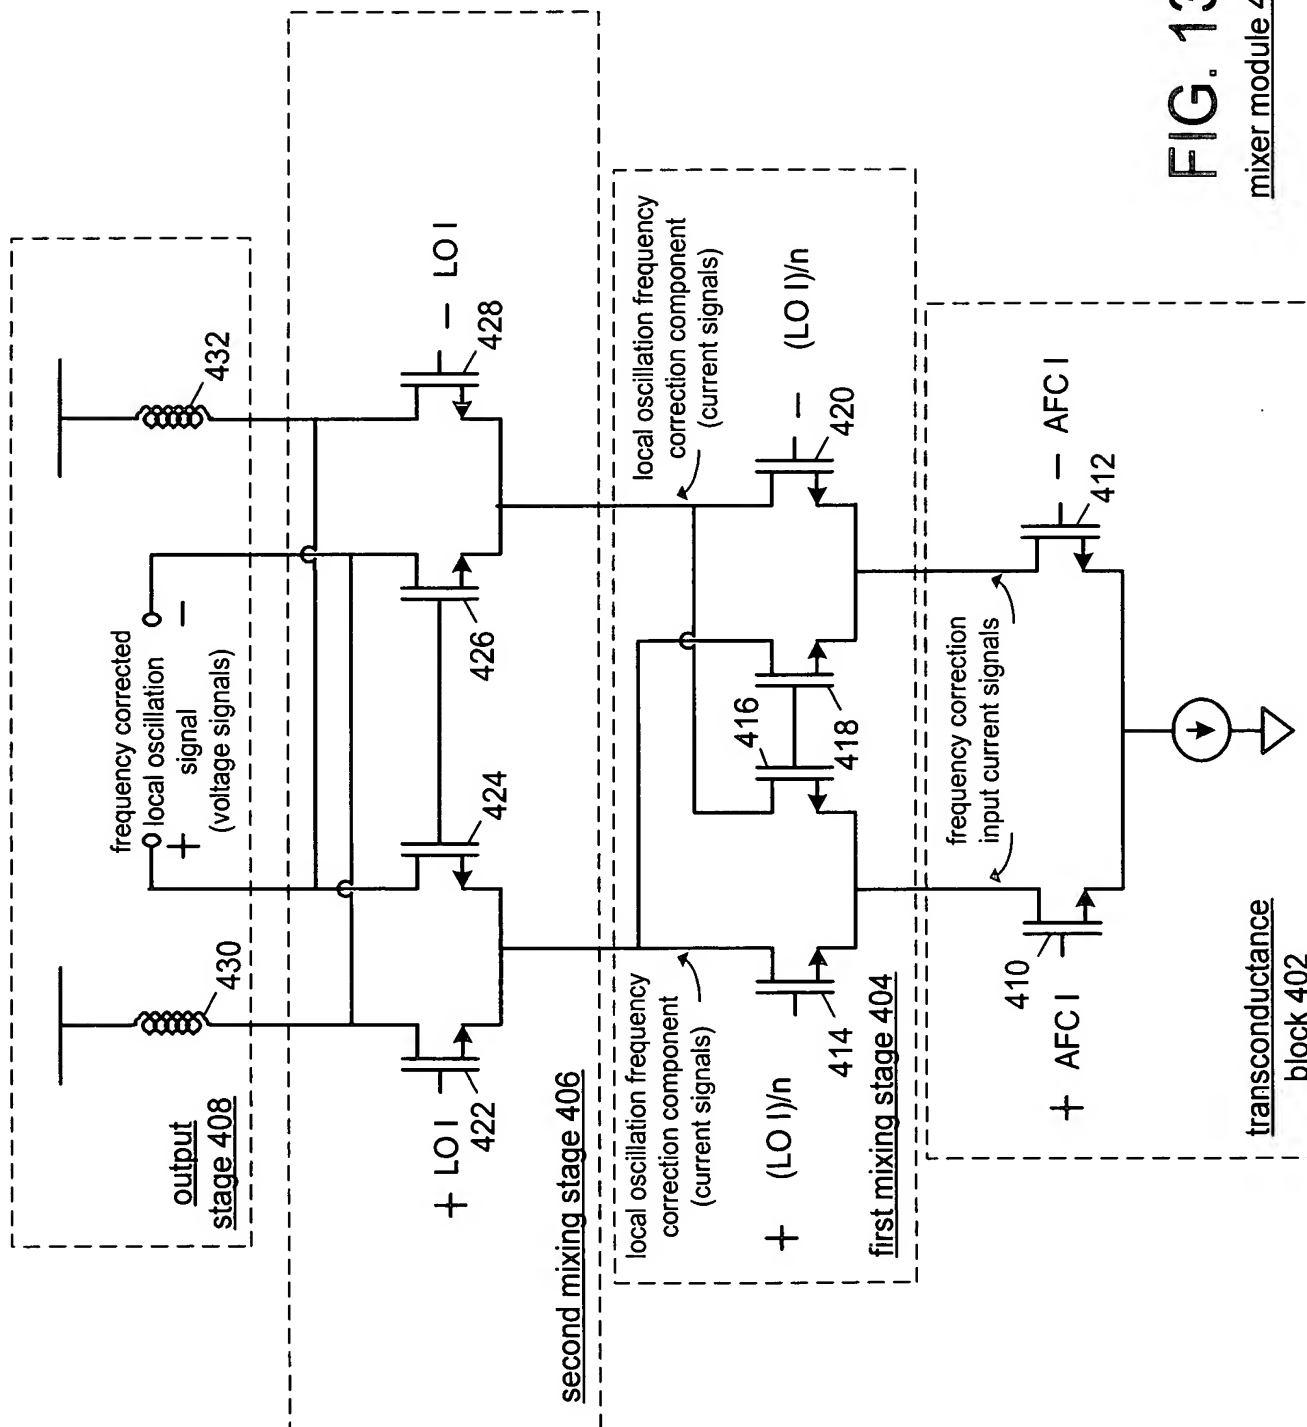 frequency corrected
local oscillation
signal
(voltage signals)
+
−
432
430
output
stage 408
+ LO I
422
424
426
428
− LO I
second mixing stage 406
local oscillation frequency
correction component
(current signals)
local oscillation frequency
correction component
(current signals)
+ (LO I)/n
414
416
418
420
− (LO I)/n
first mixing stage 404
frequency correction
input current signals
+ AFC I
410
412
− AFC I
transconductance
block 402
FIG. 13
mixer module